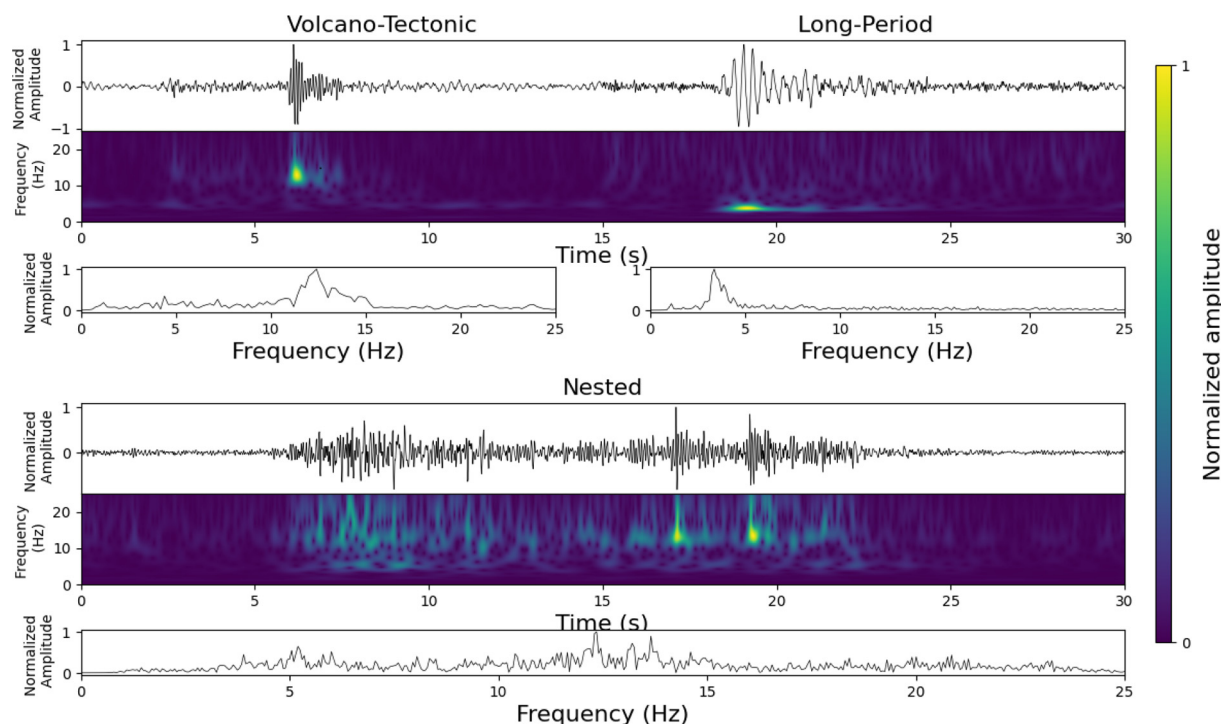 Volcano-Tectonic Long-Period
Normalized
Amplitude
1
0
−1
Frequency
(Hz)
20
10
0
0 5 10 15 20 25 30
Time (s)
Normalized
Amplitude
1
0
0 5 10 15 20 25
Frequency (Hz)
1
0
0 5 10 15 20 25
Frequency (Hz)
Nested
Normalized
Amplitude
1
0
Frequency
(Hz)
20
10
0
0 5 10 15 20 25 30
Time (s)
Normalized
Amplitude
1
0
0 5 10 15 20 25
Frequency (Hz)
1
0
Normalized amplitude